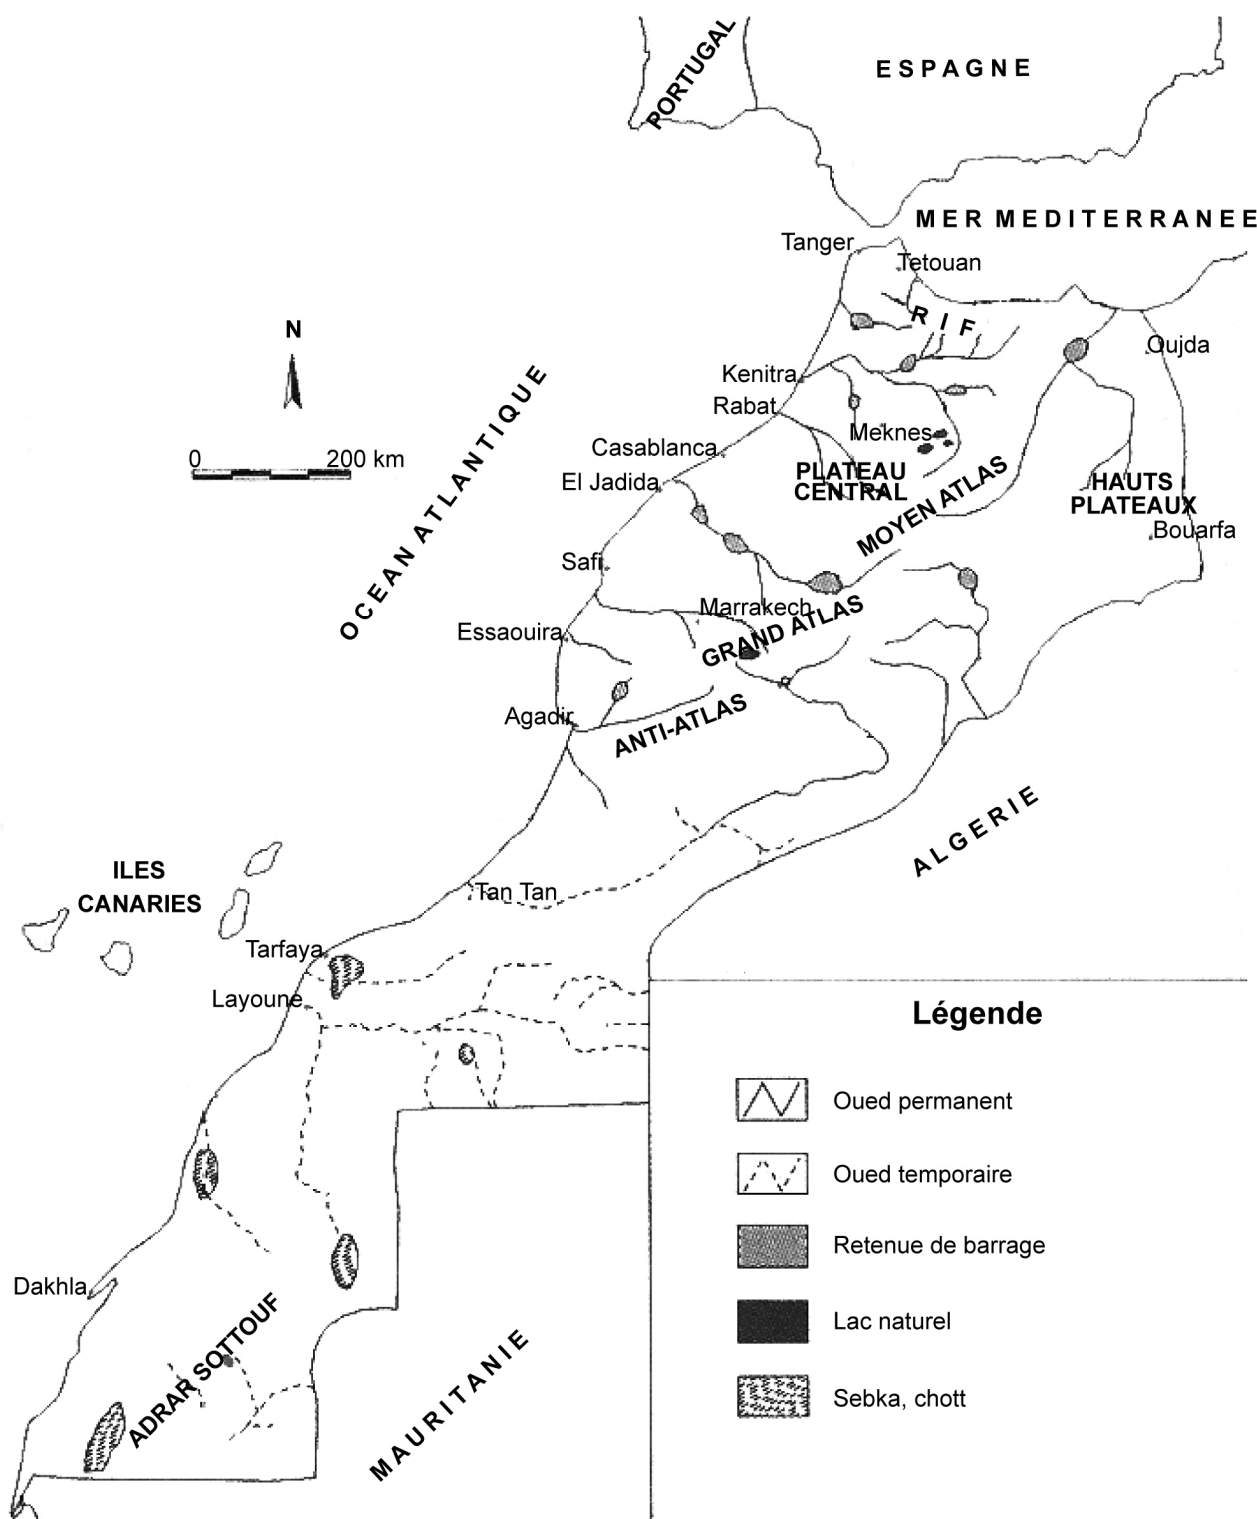 PORTUGAL
ESPAGNE
MER MEDITERRANEE
Tanger
Tetouan
RIF
N
Oujda
Kenitra
Rabat
OCEAN ATLANTIQUE
Meknes
Casablanca
0 200 km
PLATEAU
CENTRAL
El Jadida
MOYEN ATLAS
HAUTS
PLATEAUX
Bouarfa
Safi
Marrakech
Essaouira
GRAND ATLAS
Agadir
ANTI-ATLAS
ALGERIE
ILES
CANARIES
Tan Tan
Tarfaya
Layoune
Légende
Oued permanent
Oued temporaire
Retenue de barrage
Lac naturel
Sebka, chott
Dakhla
ADRAR SOTTOUF
MAURITANIE